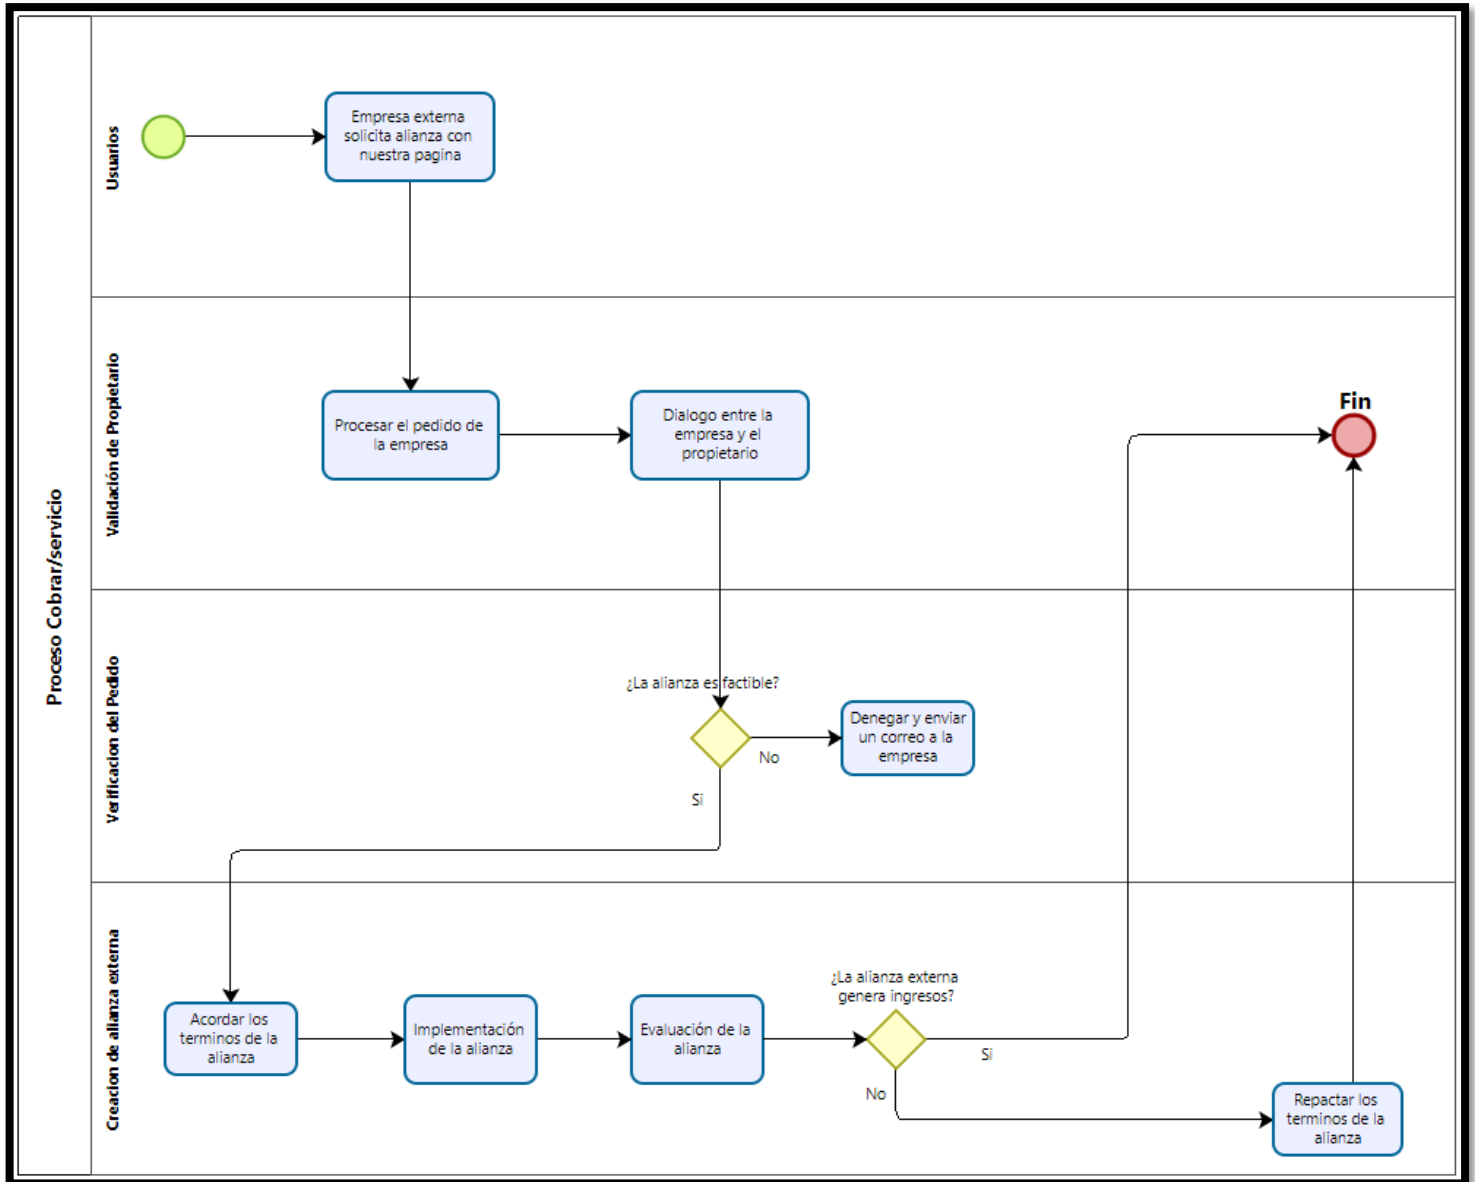 Proceso Cobrar/servicio
Usuarios
Empresa externa
solicita alianza con
nuestra pagina
Validación de Propietario
Procesar el pedido de
la empresa
Dialogo entre la
empresa y el
propietario
Fin
Verificacion del Pedido
¿La alianza es factible?
No
Si
Denegar y enviar
un correo a la
empresa
Creacion de alianza externa
Acordar los
terminos de la
alianza
Implementación
de la alianza
Evaluación de la
alianza
¿La alianza externa
genera ingresos?
Si
No
Repactar los
terminos de la
alianza